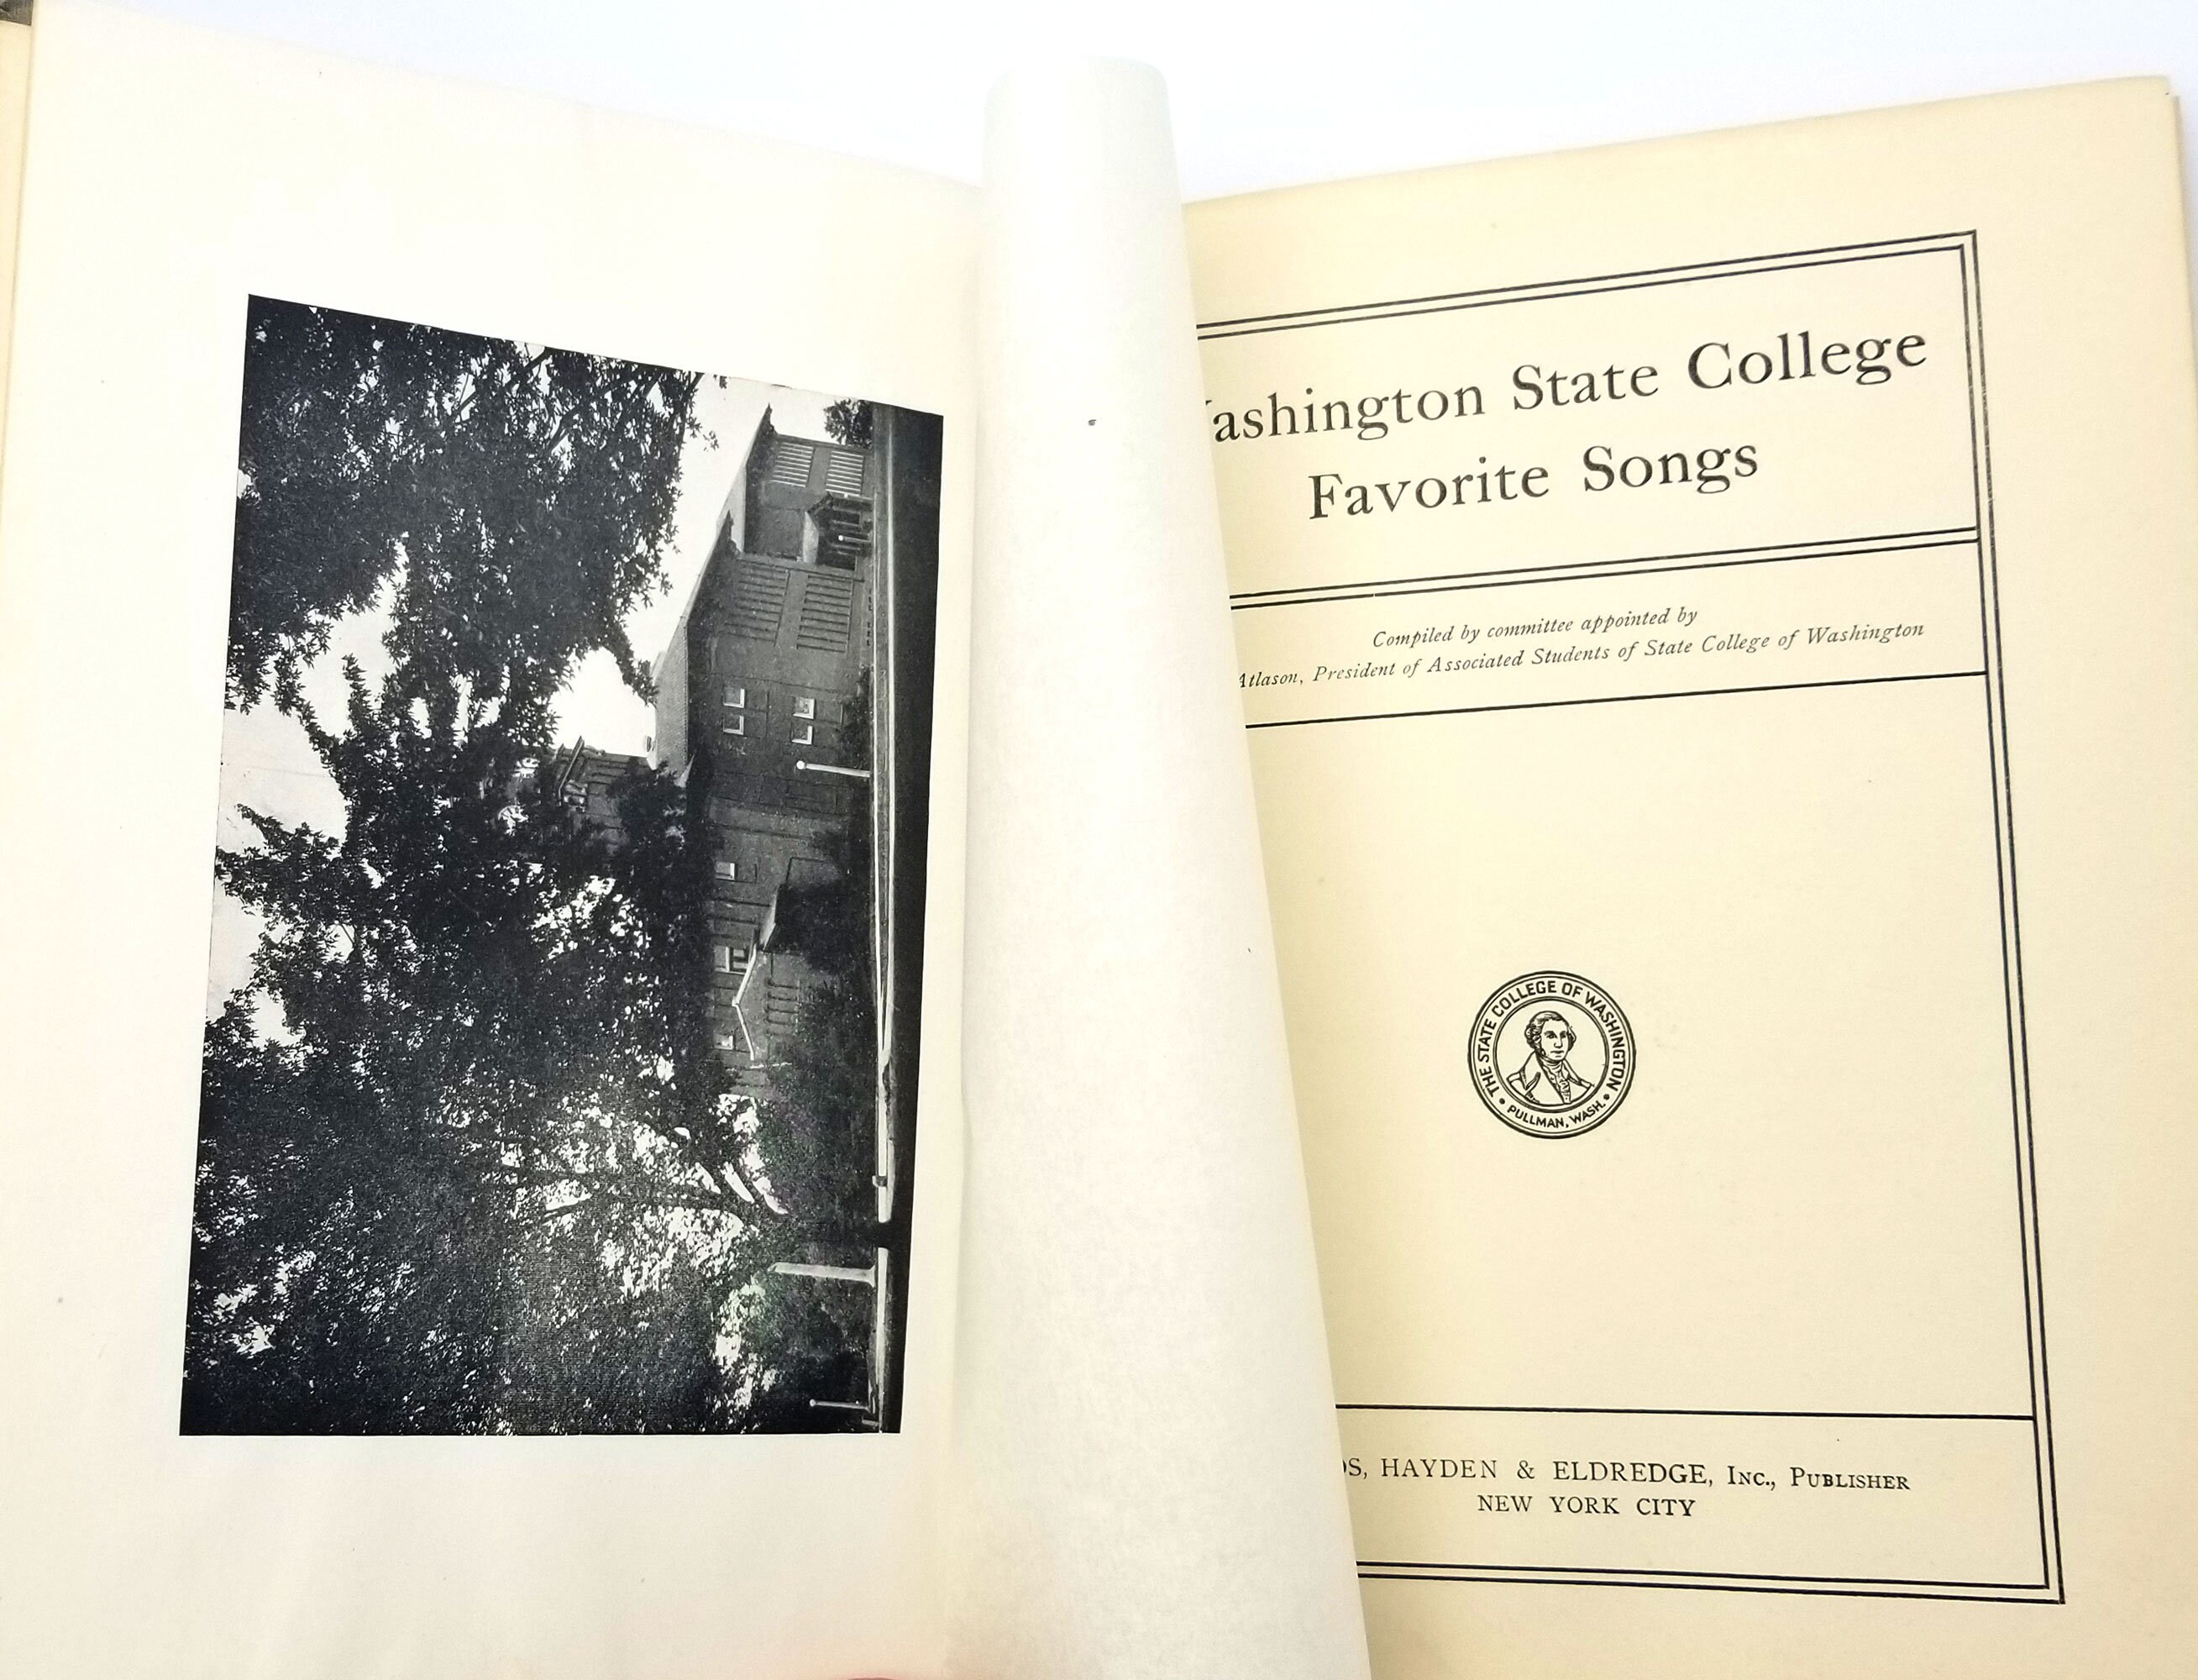 ashington State College
Favorite Songs
Compiled by committee appointed by
Atlason, President of Associated Students of State College of Washington
THE STATE COLLEGE OF WASHINGTON
• PULLMAN, WASH. •
S, HAYDEN & ELDREDGE, INC., PUBLISHER
NEW YORK CITY